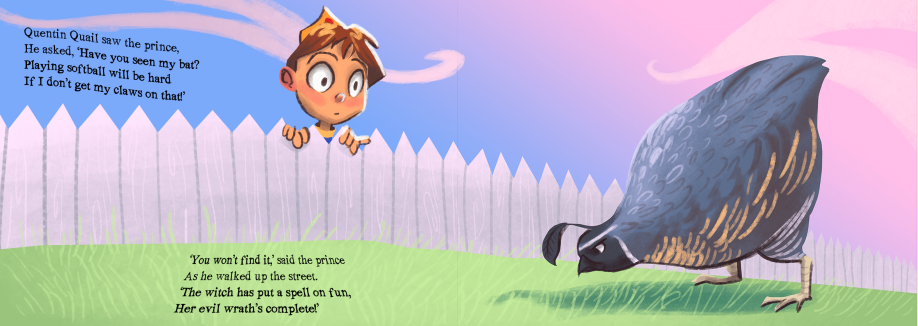 Quentin Quail saw the prince,
He asked, 'Have you seen my bat?
Playing softball will be hard
If I don't get my claws on that!'
'You won't find it,' said the prince
As he walked up the street.
'The witch has put a spell on fun,
Her evil wrath's complete!'